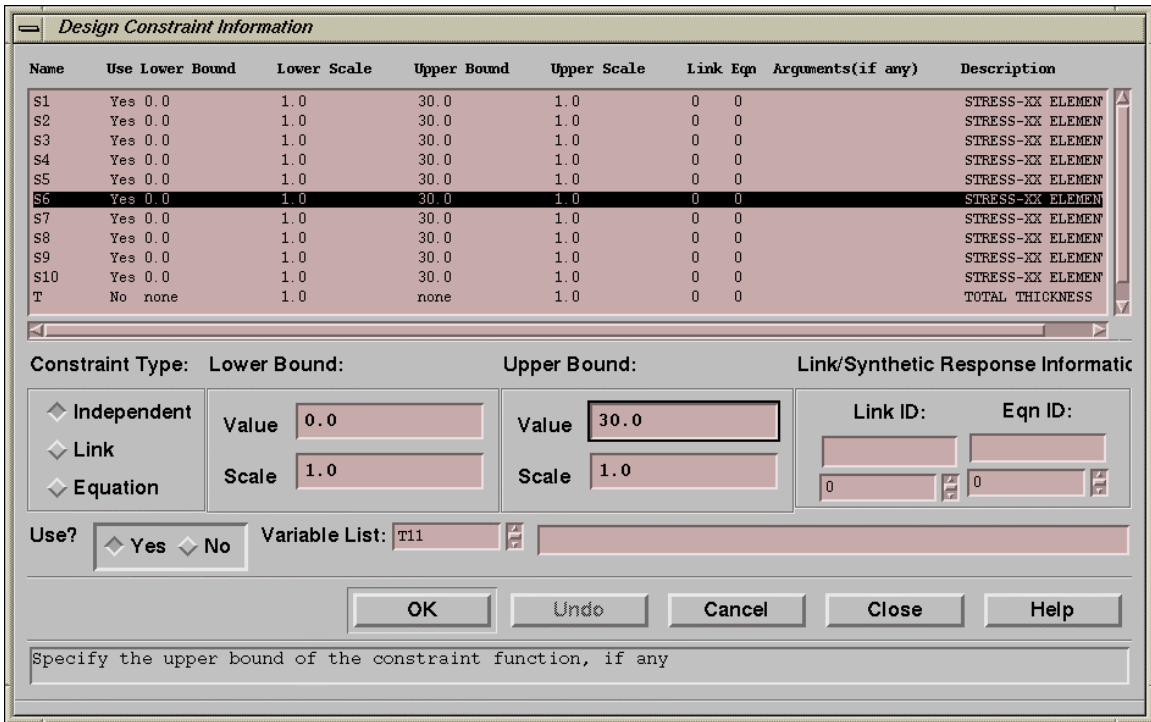 Design Constraint Information
Name Use Lower Bound Lower Scale Upper Bound Upper Scale Link Eqn Arguments(if any) Description
S1 Yes 0.0 1.0 30.0 1.0 0 0 STRESS-XX ELEMEN
S2 Yes 0.0 1.0 30.0 1.0 0 0 STRESS-XX ELEMEN
S3 Yes 0.0 1.0 30.0 1.0 0 0 STRESS-XX ELEMEN
S4 Yes 0.0 1.0 30.0 1.0 0 0 STRESS-XX ELEMEN
S5 Yes 0.0 1.0 30.0 1.0 0 0 STRESS-XX ELEMEN
S6 Yes 0.0 1.0 30.0 1.0 0 0 STRESS-XX ELEMEN
S7 Yes 0.0 1.0 30.0 1.0 0 0 STRESS-XX ELEMEN
S8 Yes 0.0 1.0 30.0 1.0 0 0 STRESS-XX ELEMEN
S9 Yes 0.0 1.0 30.0 1.0 0 0 STRESS-XX ELEMEN
S10 Yes 0.0 1.0 30.0 1.0 0 0 STRESS-XX ELEMEN
T No none 1.0 none 1.0 0 0 TOTAL THICKNESS
Constraint Type: Lower Bound: Upper Bound: Link/Synthetic Response Informatic
Independent Value 0.0 Value 30.0 Link ID: Eqn ID:
Link
Equation Scale 1.0 Scale 1.0 0 0
Use? Yes No Variable List: T11
OK Undo Cancel Close Help
Specify the upper bound of the constraint function, if any